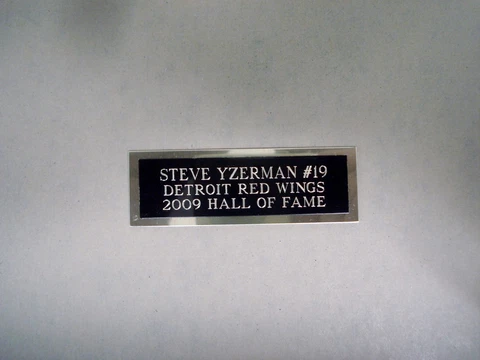 STEVE YZERMAN #19
DETROIT RED WINGS
2009 HALL OF FAME